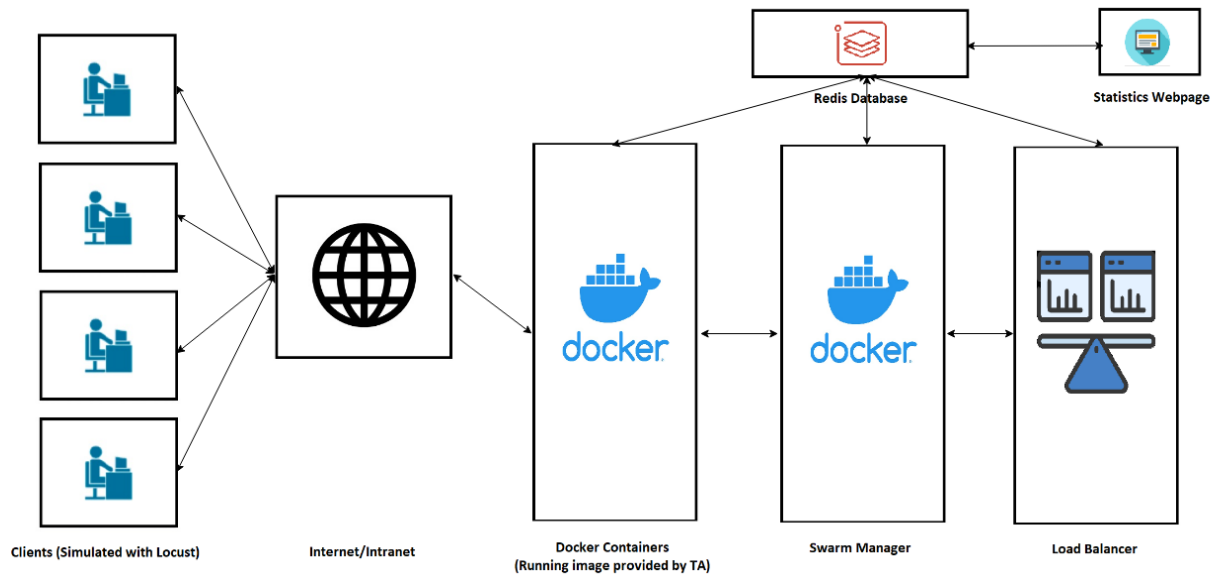 Redis Database
Statistics Webpage
docker
docker
Clients (Simulated with Locust)
Internet/Intranet
Docker Containers
(Running image provided by TA)
Swarm Manager
Load Balancer